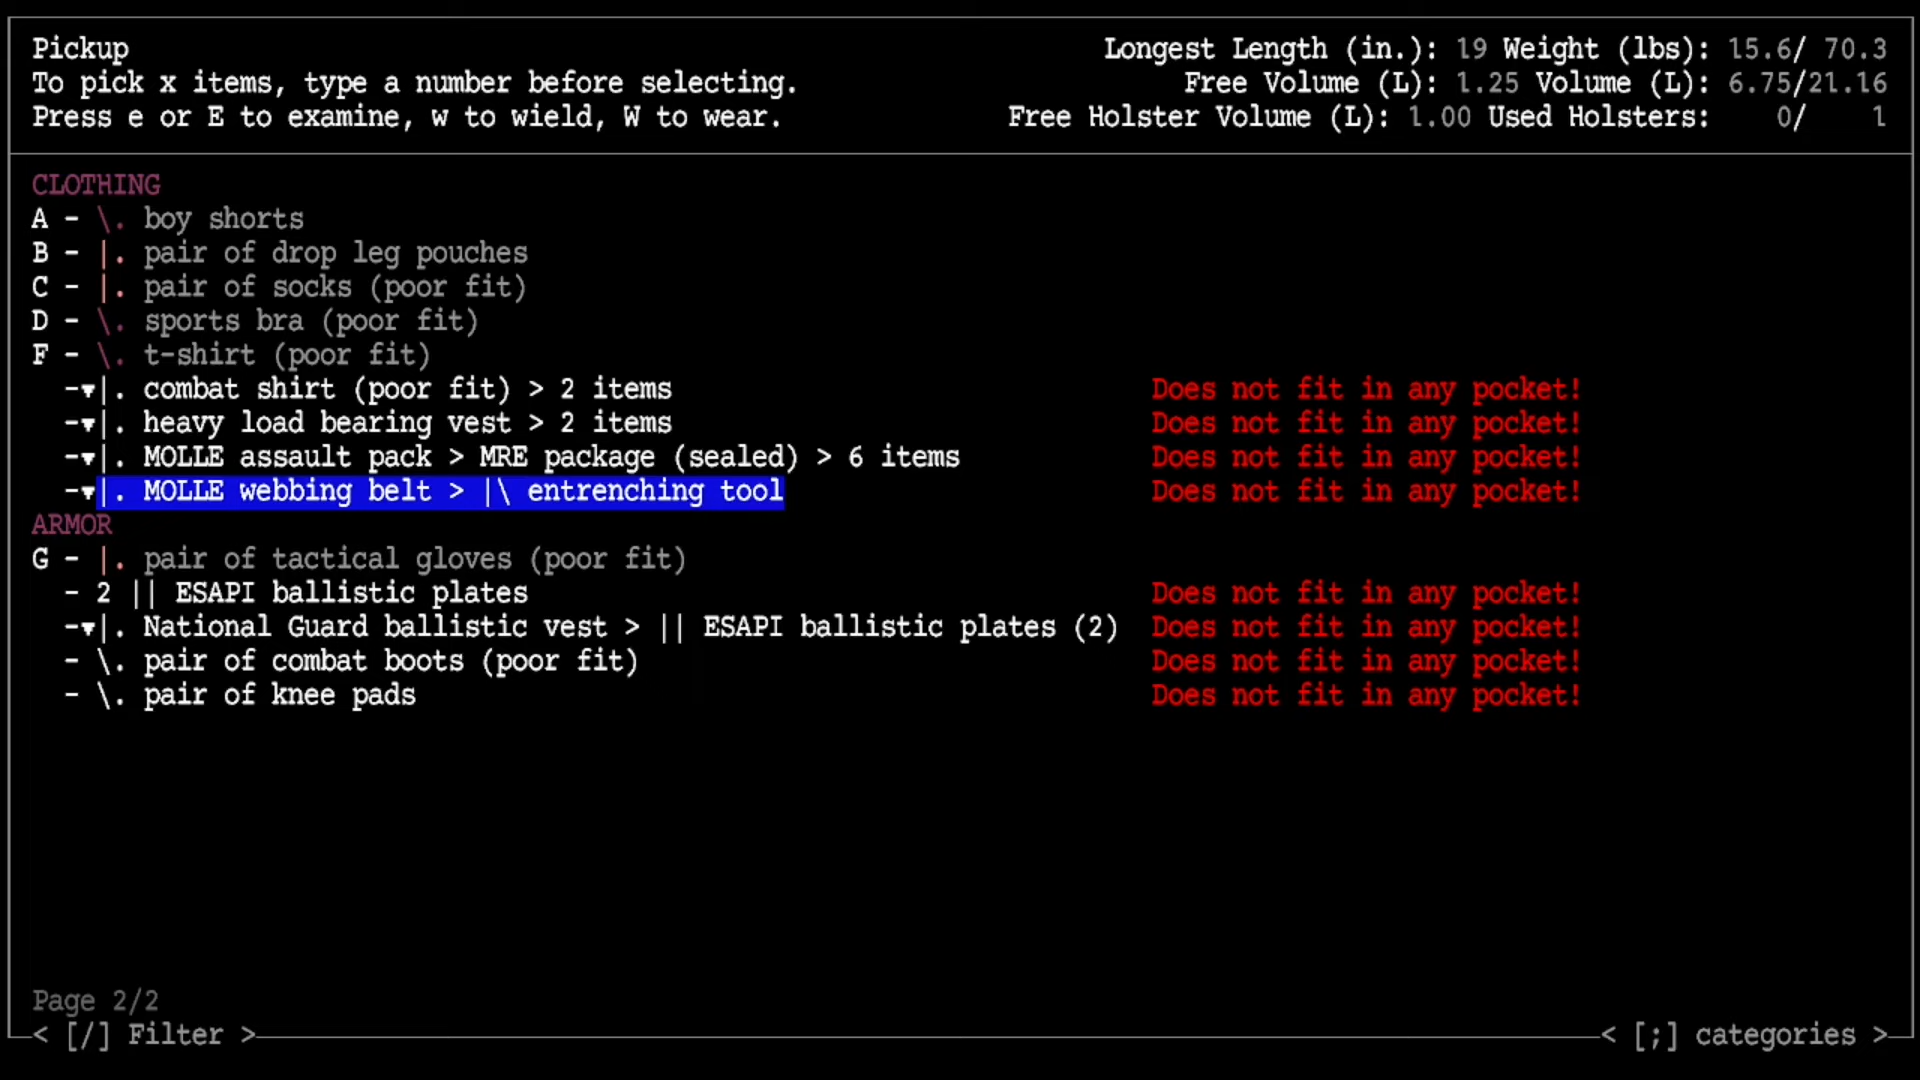 Pickup
Longest Length (in.): 19 Weight (lbs): 15.6/ 70.3
To pick x items, type a number before selecting.
Free Volume (L): 1.25 Volume (L): 6.75/21.16
Press e or E to examine, w to wield, W to wear.
Free Holster Volume (L): 1.00 Used Holsters: 0/ 1
CLOTHING
A - \. boy shorts
B - |. pair of drop leg pouches
C - |. pair of socks (poor fit)
D - \. sports bra (poor fit)
F - \. t-shirt (poor fit)
-▾|. combat shirt (poor fit) > 2 items Does not fit in any pocket!
-▾|. heavy load bearing vest > 2 items Does not fit in any pocket!
-▾|. MOLLE assault pack > MRE package (sealed) > 6 items Does not fit in any pocket!
-▾|. MOLLE webbing belt > |\ entrenching tool Does not fit in any pocket!
ARMOR
G - |. pair of tactical gloves (poor fit)
- 2 || ESAPI ballistic plates Does not fit in any pocket!
-▾|. National Guard ballistic vest > || ESAPI ballistic plates (2) Does not fit in any pocket!
- \. pair of combat boots (poor fit) Does not fit in any pocket!
- \. pair of knee pads Does not fit in any pocket!
Page 2/2
< [/] Filter >
< [;] categories >